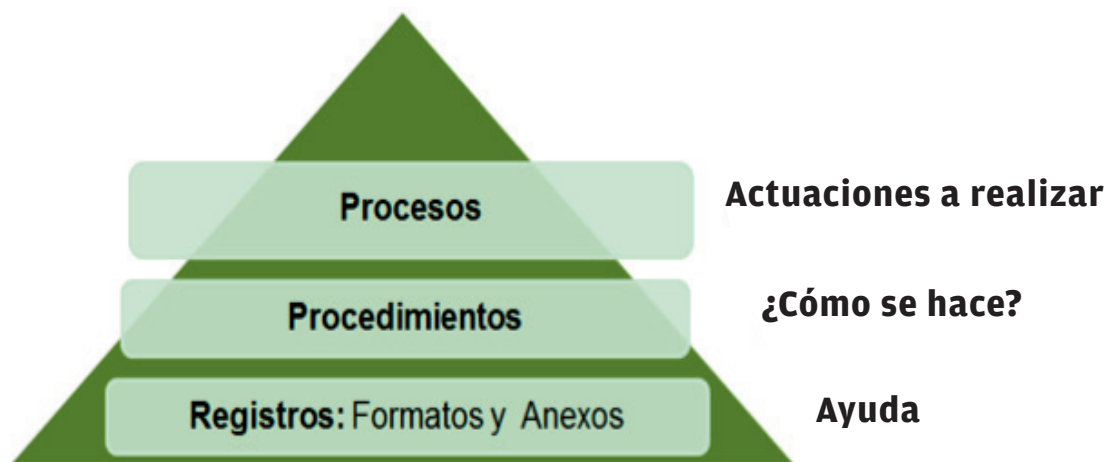 Procesos
Actuaciones a realizar
Procedimientos
¿Cómo se hace?
Registros: Formatos y Anexos
Ayuda